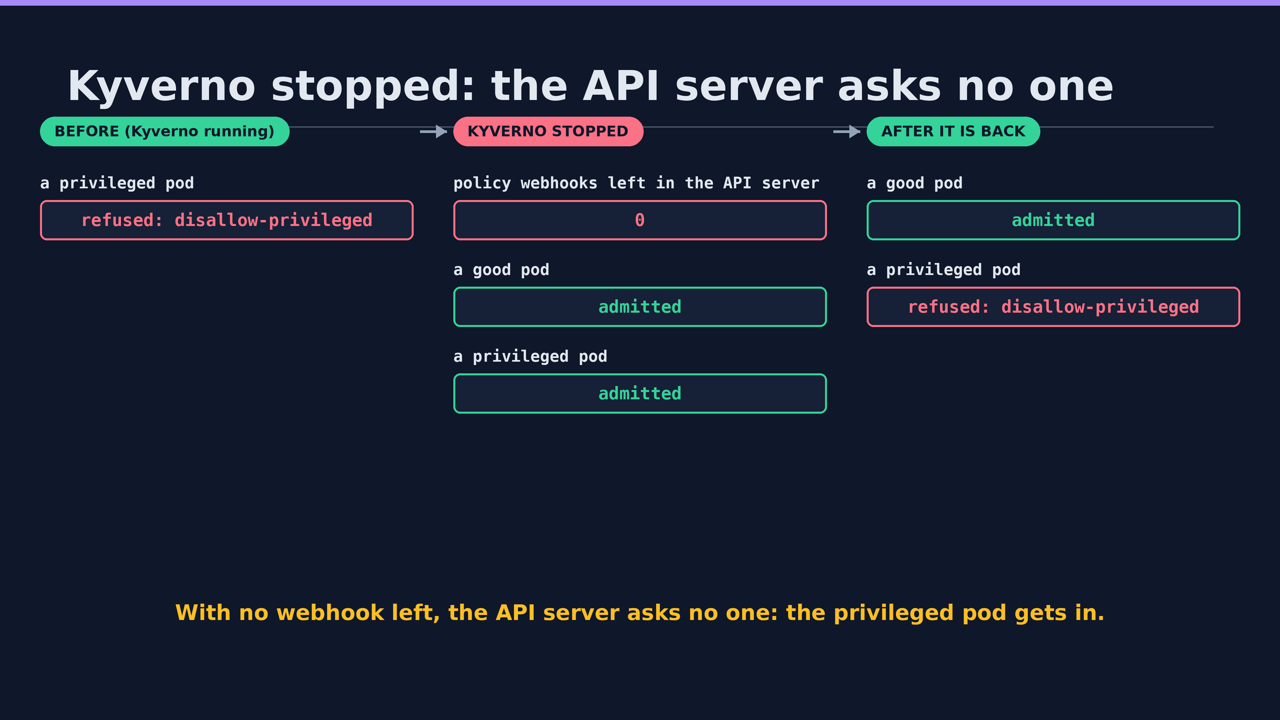 Kyverno stopped: the API server asks no one
BEFORE (Kyverno running)
a privileged pod
refused: disallow-privileged
KYVERNO STOPPED
policy webhooks left in the API server
0
a good pod
admitted
a privileged pod
admitted
AFTER IT IS BACK
a good pod
admitted
a privileged pod
refused: disallow-privileged
With no webhook left, the API server asks no one: the privileged pod gets in.